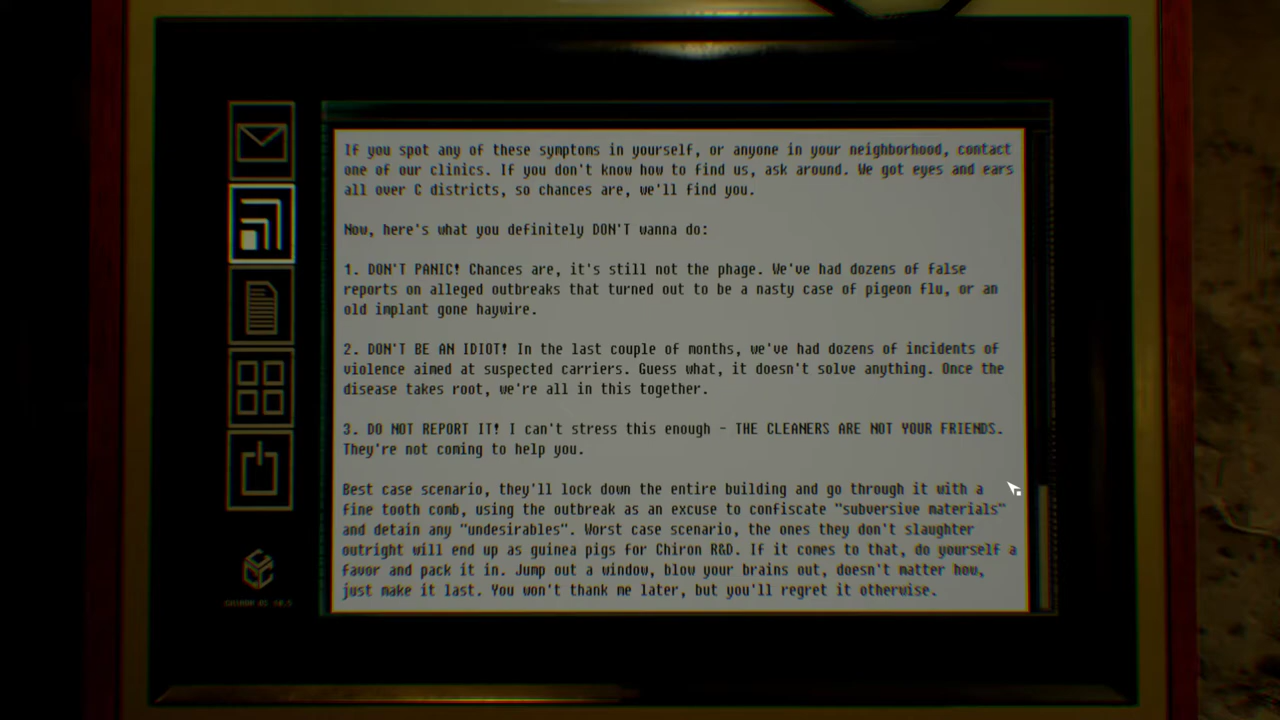 If you spot any of these symptoms in yourself, or anyone in your neighborhood, contact
one of our clinics. If you don't know how to find us, ask around. We got eyes and ears
all over C districts, so chances are, we'll find you.
Now, here's what you definitely DON'T wanna do:
1. DON'T PANIC! Chances are, it's still not the phage. We've had dozens of false
reports on alleged outbreaks that turned out to be a nasty case of pigeon flu, or an
old implant gone haywire.
2. DON'T BE AN IDIOT! In the last couple of months, we've had dozens of incidents of
violence aimed at suspected carriers. Guess what, it doesn't solve anything. Once the
disease takes root, we're all in this together.
3. DO NOT REPORT IT! I can't stress this enough - THE CLEANERS ARE NOT YOUR FRIENDS.
They're not coming to help you.
Best case scenario, they'll lock down the entire building and go through it with a
fine tooth comb, using the outbreak as an excuse to confiscate "subversive materials"
and detain any "undesirables". Worst case scenario, the ones they don't slaughter
outright will end up as guinea pigs for Chiron R&D. If it comes to that, do yourself a
favor and pack it in. Jump out a window, blow your brains out, doesn't matter how,
just make it last. You won't thank me later, but you'll regret it otherwise.